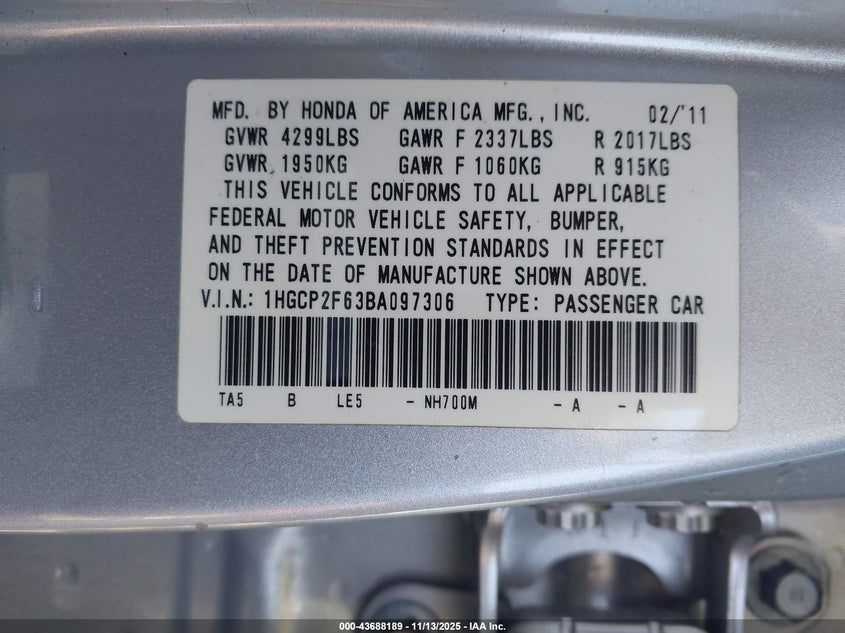 MFD. BY HONDA OF AMERICA MFG., INC. 02/'11
GVWR 4299LBS GAWR F 2337LBS R 2017LBS
GVWR 1950KG GAWR F 1060KG R 915KG
THIS VEHICLE CONFORMS TO ALL APPLICABLE
FEDERAL MOTOR VEHICLE SAFETY, BUMPER,
AND THEFT PREVENTION STANDARDS IN EFFECT
ON THE DATE OF MANUFACTURE SHOWN ABOVE.
V.I.N.: 1HGCP2F63BA097306 TYPE: PASSENGER CAR
TA5 B LE5 - NH700M - A - A
000-43688189 - 11/13/2025 - IAA Inc.